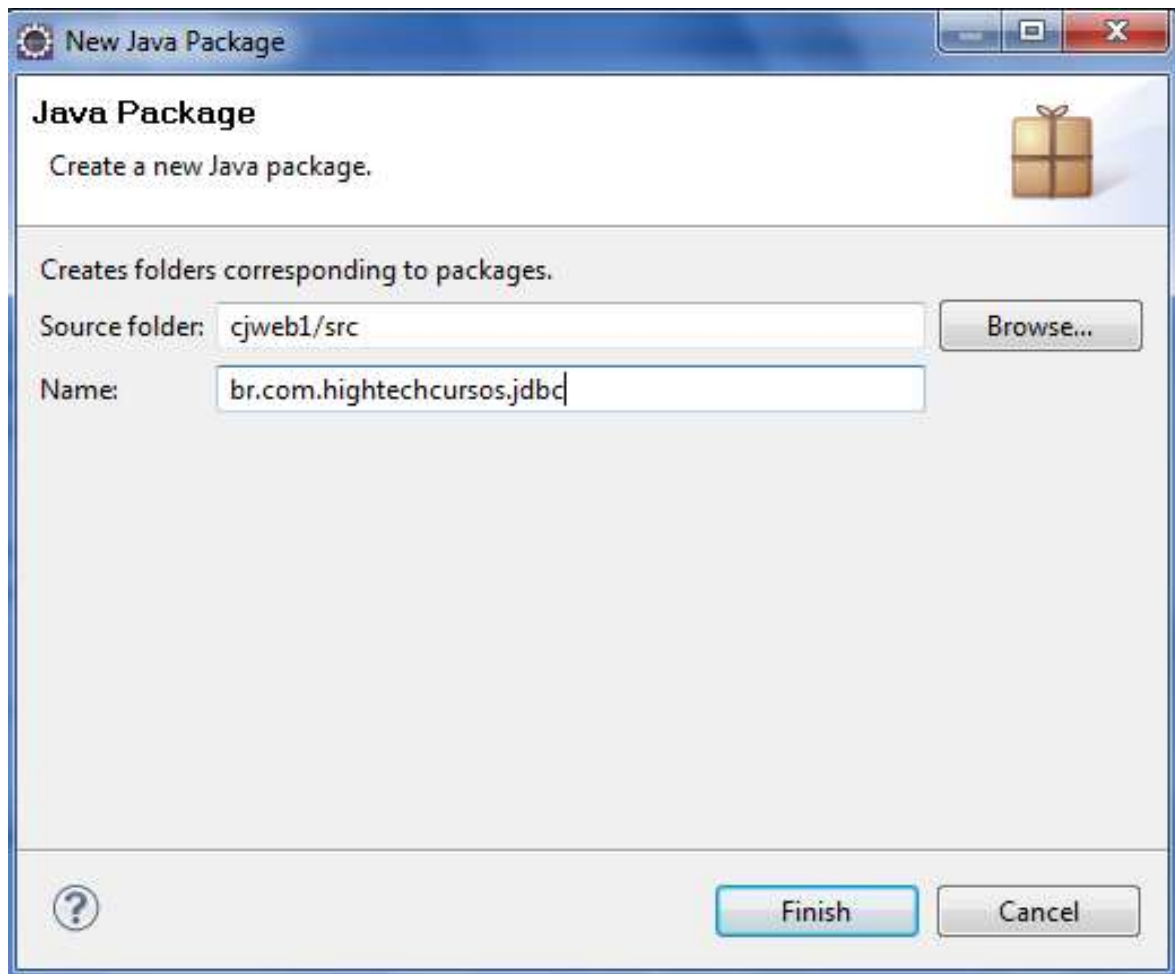 New Java Package
Java Package
Create a new Java package.
Creates folders corresponding to packages.
Source folder: cjweb1/src Browse...
Name: br.com.hightechcursos.jdbc
? Finish Cancel